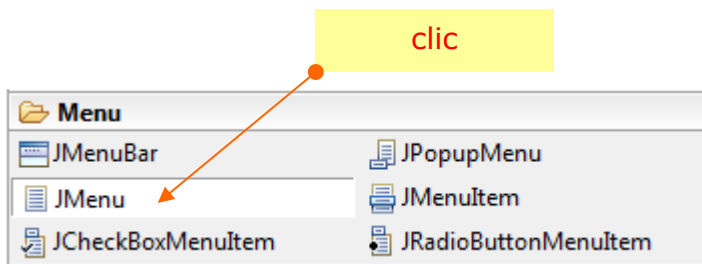 clic
Menu
JMenuBar JPopupMenu
JMenu JMenuItem
JCheckBoxMenuItem JRadioButtonMenuItem